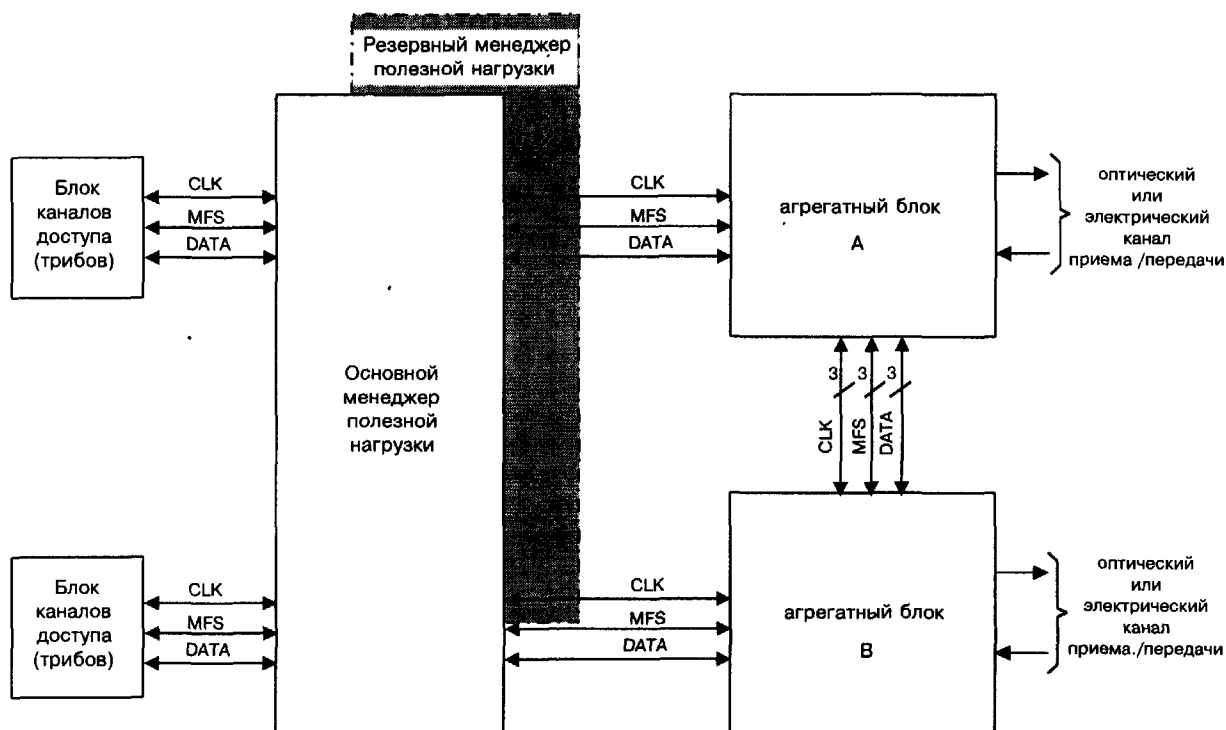 Резервный менеджер
полезной нагрузки
Блок
каналов
доступа
(трибов)
CLK
MFS
DATA
CLK
MFS
DATA
агрегатный блок
A
оптический
или
электрический
канал
приема /передачи
Основной
менеджер
полезной
нагрузки
3
3
3
CLK
MFS
DATA
Блок
каналов
доступа
(трибов)
CLK
MFS
DATA
CLK
MFS
DATA
агрегатный блок
B
оптический
или
электрический
канал
приема./передачи